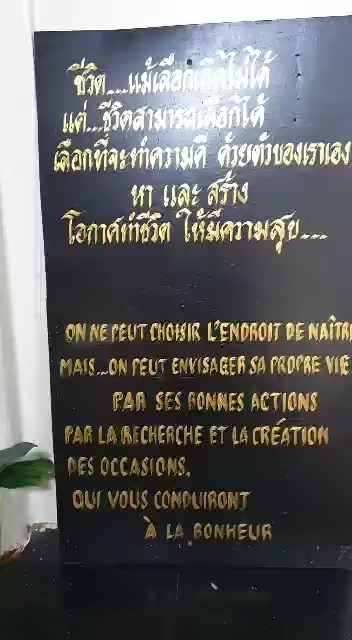 ชีวิต....แม้เลือกเกิดไม่ได้
แต่...ชีวิตสามารถเลือกได้
เลือกที่จะทำความดี ด้วยตัวของเราเอง
หา และ สร้าง
โอกาศทำชีวิต ให้มีความสุข....
ON NE PEUT CHOISIR L'ENDROIT DE NAÎTRE
MAIS...ON PEUT ENVISAGER SA PROPRE VIE
PAR SES BONNES ACTIONS
PAR LA RECHERCHE ET LA CRÉATION
DES OCCASIONS,
QUI VOUS CONDUIRONT
À LA BONHEUR